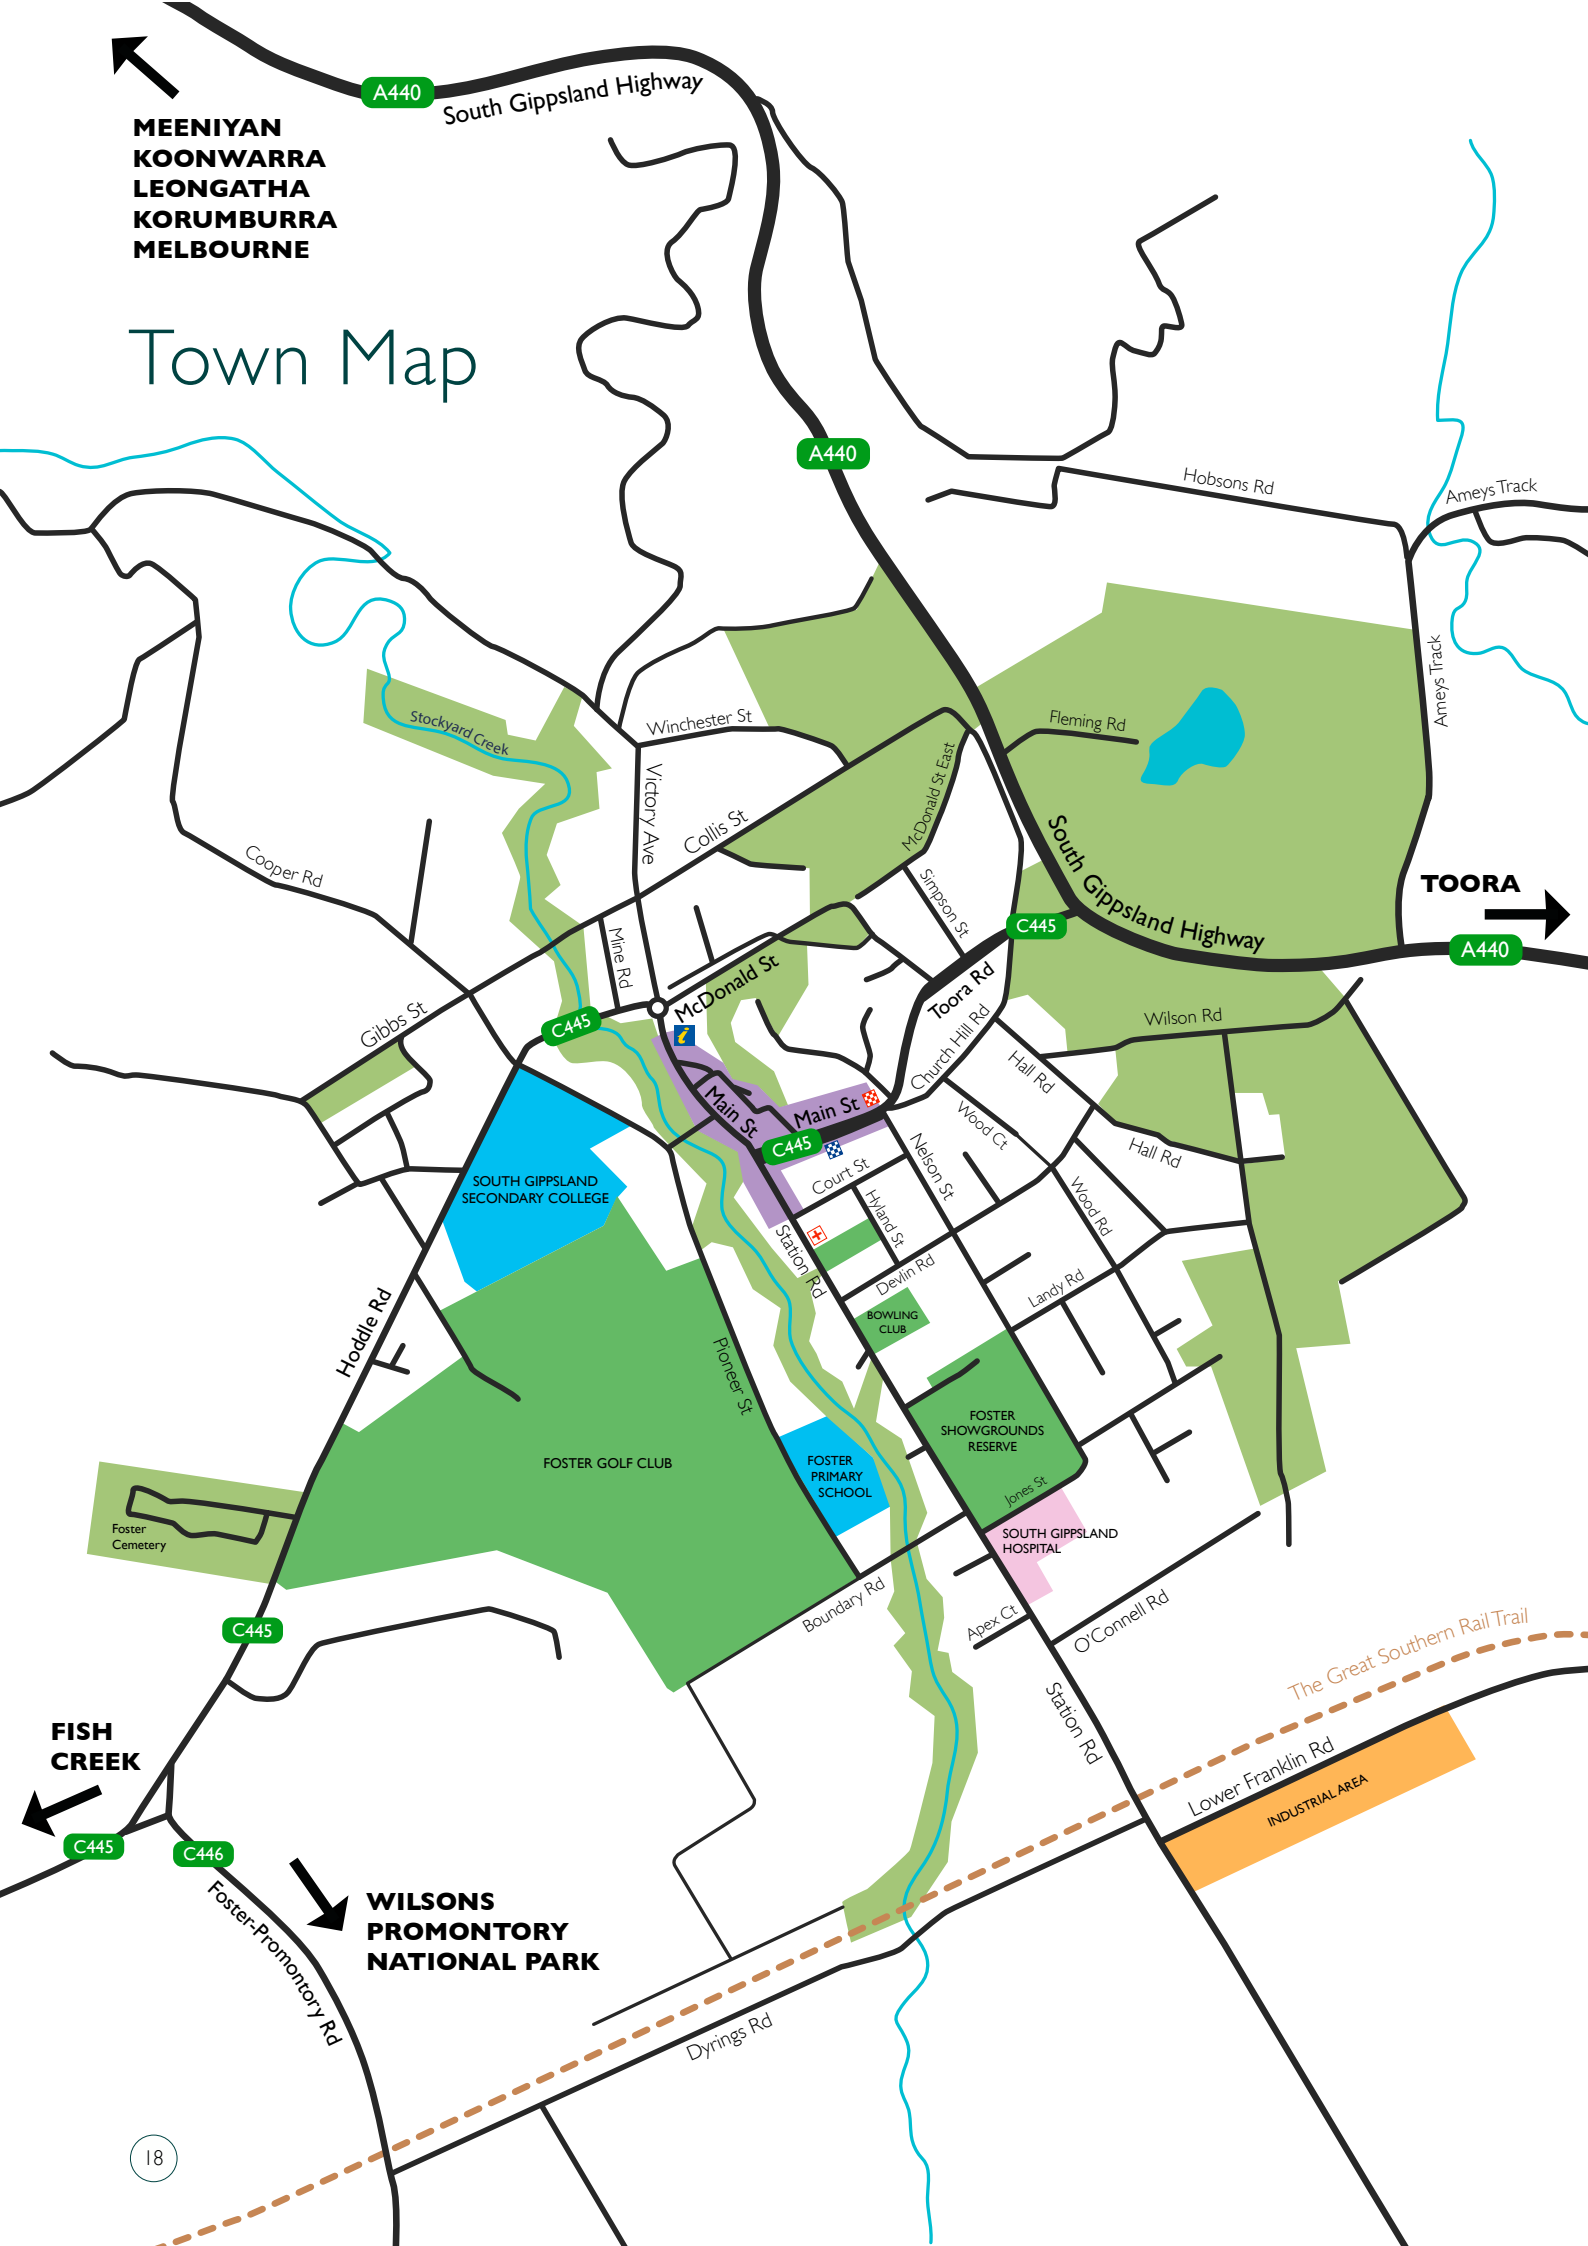 A440
South Gippsland Highway
MEENIYAN
KOONWARRA
LEONGATHA
KORUMBURRA
MELBOURNE
Town Map
A440
Hobsons Rd
Ameys Track
Ameys Track
Stockyard Creek
Winchester St
Fleming Rd
Victory Ave
Collis St
McDonald St East
South Gippsland Highway
Cooper Rd
Simpson St
TOORA
C445
A440
Mine Rd
McDonald St
Toora Rd
Gibbs St
C445
i
Church Hill Rd
Wilson Rd
Hall Rd
Main St
Main St
Wood Ct
C445
Hall Rd
Court St
Nelson St
SOUTH GIPPSLAND
SECONDARY COLLEGE
Hyland St
Wood Rd
Station Rd
Devlin Rd
Landy Rd
BOWLING
CLUB
Hoddle Rd
Pioneer St
FOSTER
SHOWGROUNDS
RESERVE
FOSTER GOLF CLUB
FOSTER
PRIMARY
SCHOOL
Jones St
Foster
Cemetery
SOUTH GIPPSLAND
HOSPITAL
Boundary Rd
Apex Ct
O'Connell Rd
C445
The Great Southern Rail Trail
Station Rd
FISH
CREEK
Lower Franklin Rd
INDUSTRIAL AREA
C445
C446
Foster-Promontory Rd
WILSONS
PROMONTORY
NATIONAL PARK
Dyrings Rd
18